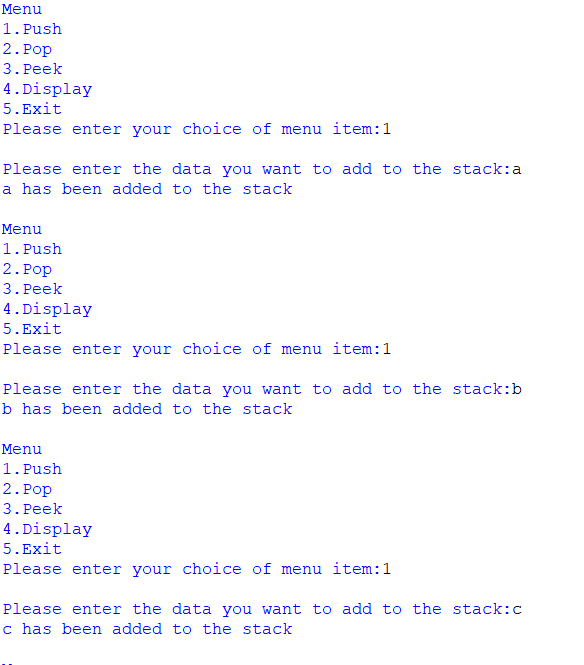 Menu
1.Push
2.Pop
3.Peek
4.Display
5.Exit
Please enter your choice of menu item:1
Please enter the data you want to add to the stack:a
a has been added to the stack
Menu
1.Push
2.Pop
3.Peek
4.Display
5.Exit
Please enter your choice of menu item:1
Please enter the data you want to add to the stack:b
b has been added to the stack
Menu
1.Push
2.Pop
3.Peek
4.Display
5.Exit
Please enter your choice of menu item:1
Please enter the data you want to add to the stack:c
c has been added to the stack